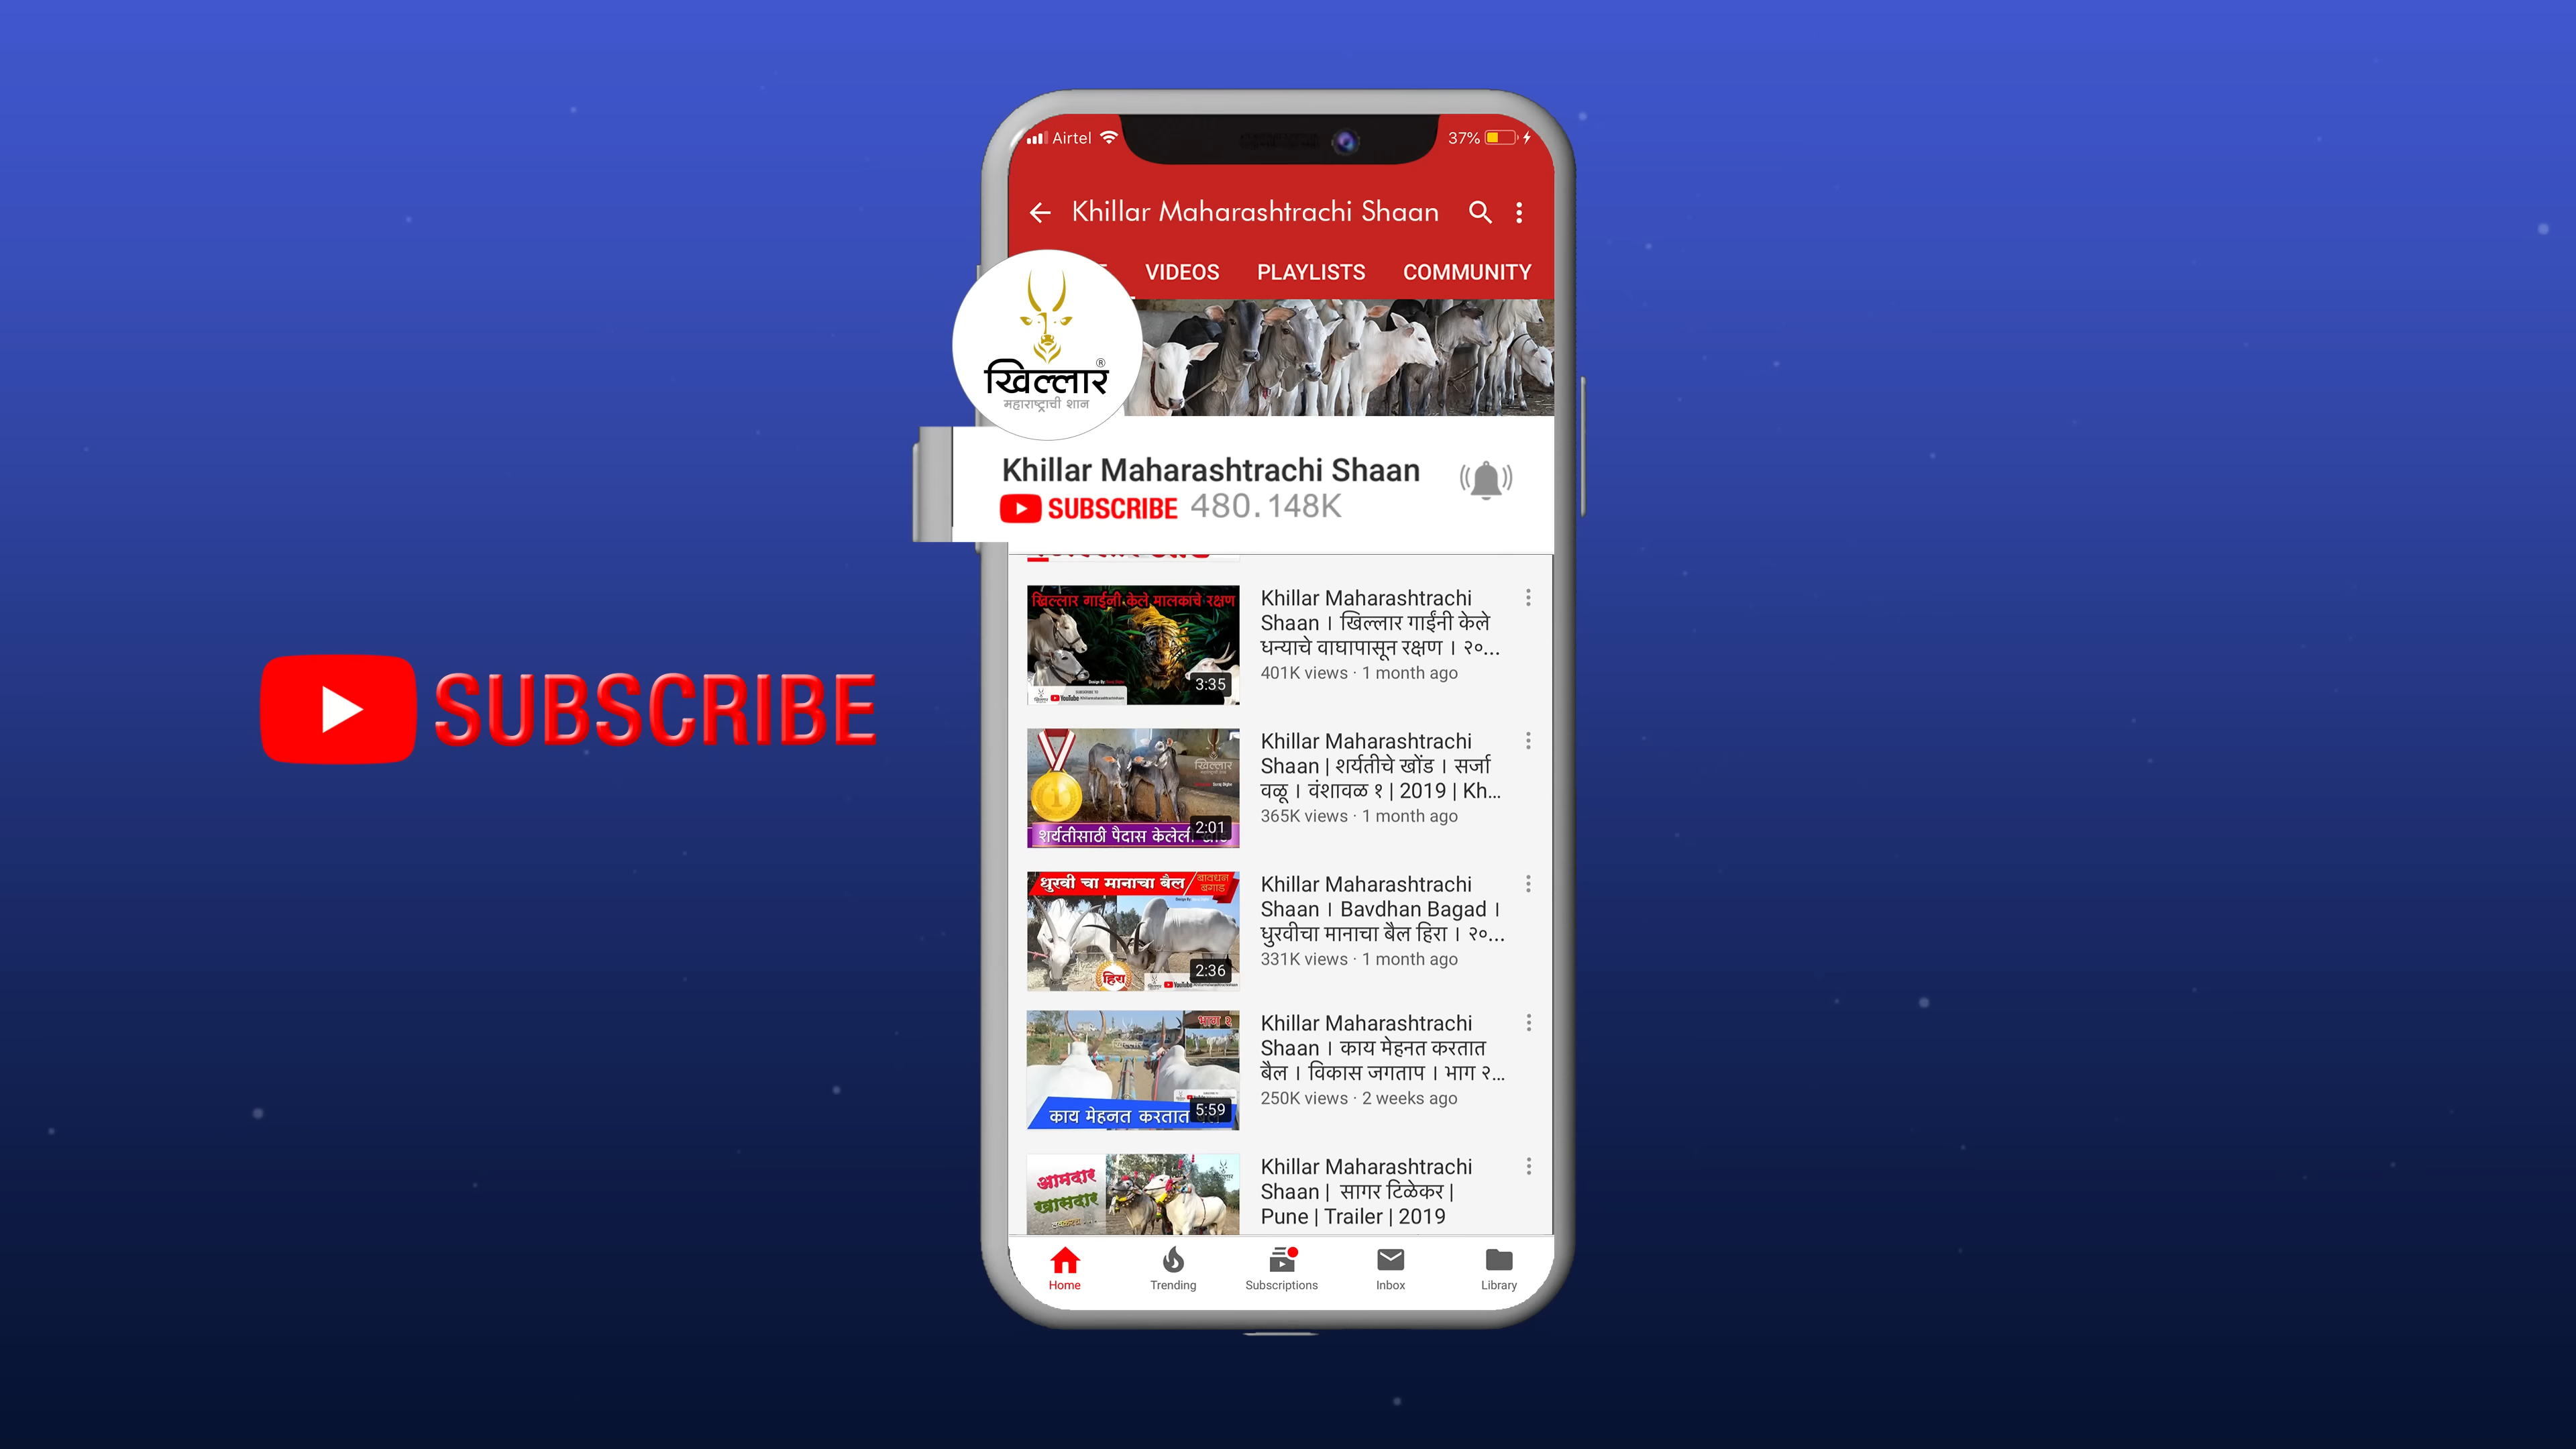 Airtel
37%
Khillar Maharashtrachi Shaan
VIDEOS PLAYLISTS COMMUNITY
खिल्लार ®
महाराष्ट्राची शान
Khillar Maharashtrachi Shaan
SUBSCRIBE 480.148K
SUBSCRIBE
खिल्लार गाईंनी केले मालकाचे रक्षण
SUBSCRIBE TO
YouTube
3:35
Khillar Maharashtrachi
Shaan । खिल्लार गाईंनी केले
धन्याचे वाघापासून रक्षण । २०...
401K views · 1 month ago
खिल्लार
1
शर्यतीसाठी पैदास केलेली
2:01
Khillar Maharashtrachi
Shaan | शर्यतीचे खोंड । सर्जा
वळू । वंशावळ १ | 2019 | Kh...
365K views · 1 month ago
धुरवी चा मानाचा बैल
बावधन
बगाड
हिरा
YouTube
2:36
Khillar Maharashtrachi
Shaan । Bavdhan Bagad ।
धुरवीचा मानाचा बैल हिरा । २०...
331K views · 1 month ago
भाग २
खिल्लार
काय मेहनत करतात
5:59
Khillar Maharashtrachi
Shaan । काय मेहनत करतात
बैल । विकास जगताप । भाग २...
250K views · 2 weeks ago
आमदार
खासदार
Khillar Maharashtrachi
Shaan | सागर टिळेकर |
Pune | Trailer | 2019
Home Trending Subscriptions Inbox Library